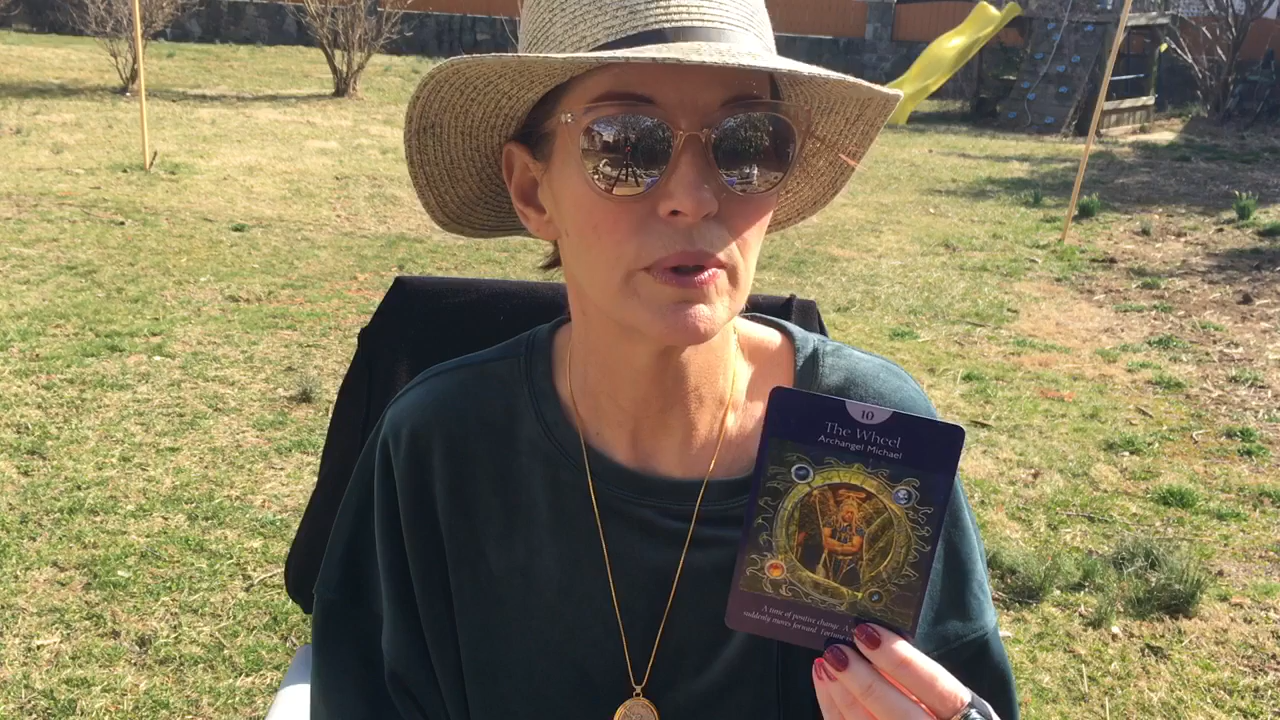 10
The Wheel
Archangel Michael
A time of positive change. A
suddenly moves forward. Fortune